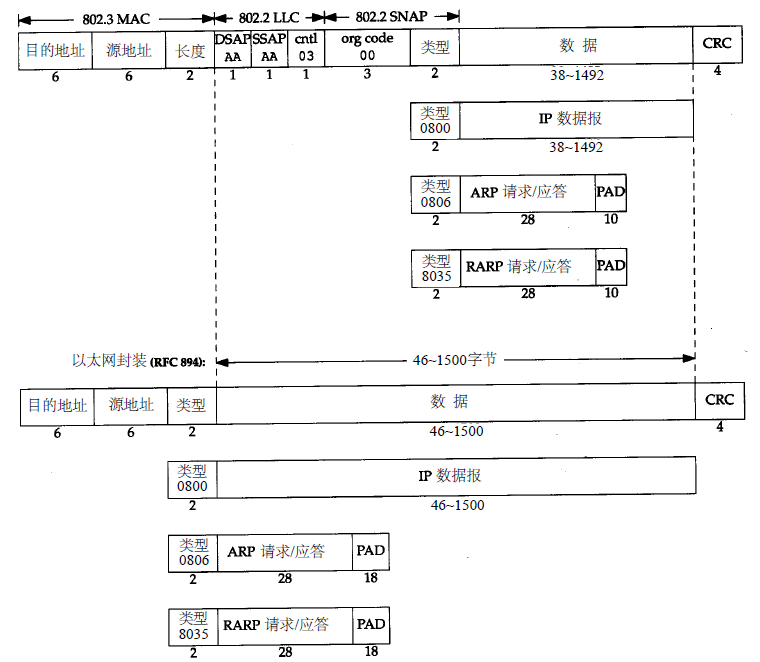 802.3 MAC 802.2 LLC 802.2 SNAP
目的地址 源地址 长度 DSAP AA SSAP AA cntl 03 org code 00 类型 数 据 CRC
6 6 2 1 1 1 3 2 38~1492 4
类型 0800 IP 数据报
2 38~1492
类型 0806 ARP 请求/应答 PAD
2 28 10
类型 8035 RARP 请求/应答 PAD
2 28 10
以太网封装 (RFC 894): 46~1500字节
目的地址 源地址 类型 数 据 CRC
6 6 2 46~1500 4
类型 0800 IP 数据报
2 46~1500
类型 0806 ARP 请求/应答 PAD
2 28 18
类型 8035 RARP 请求/应答 PAD
2 28 18